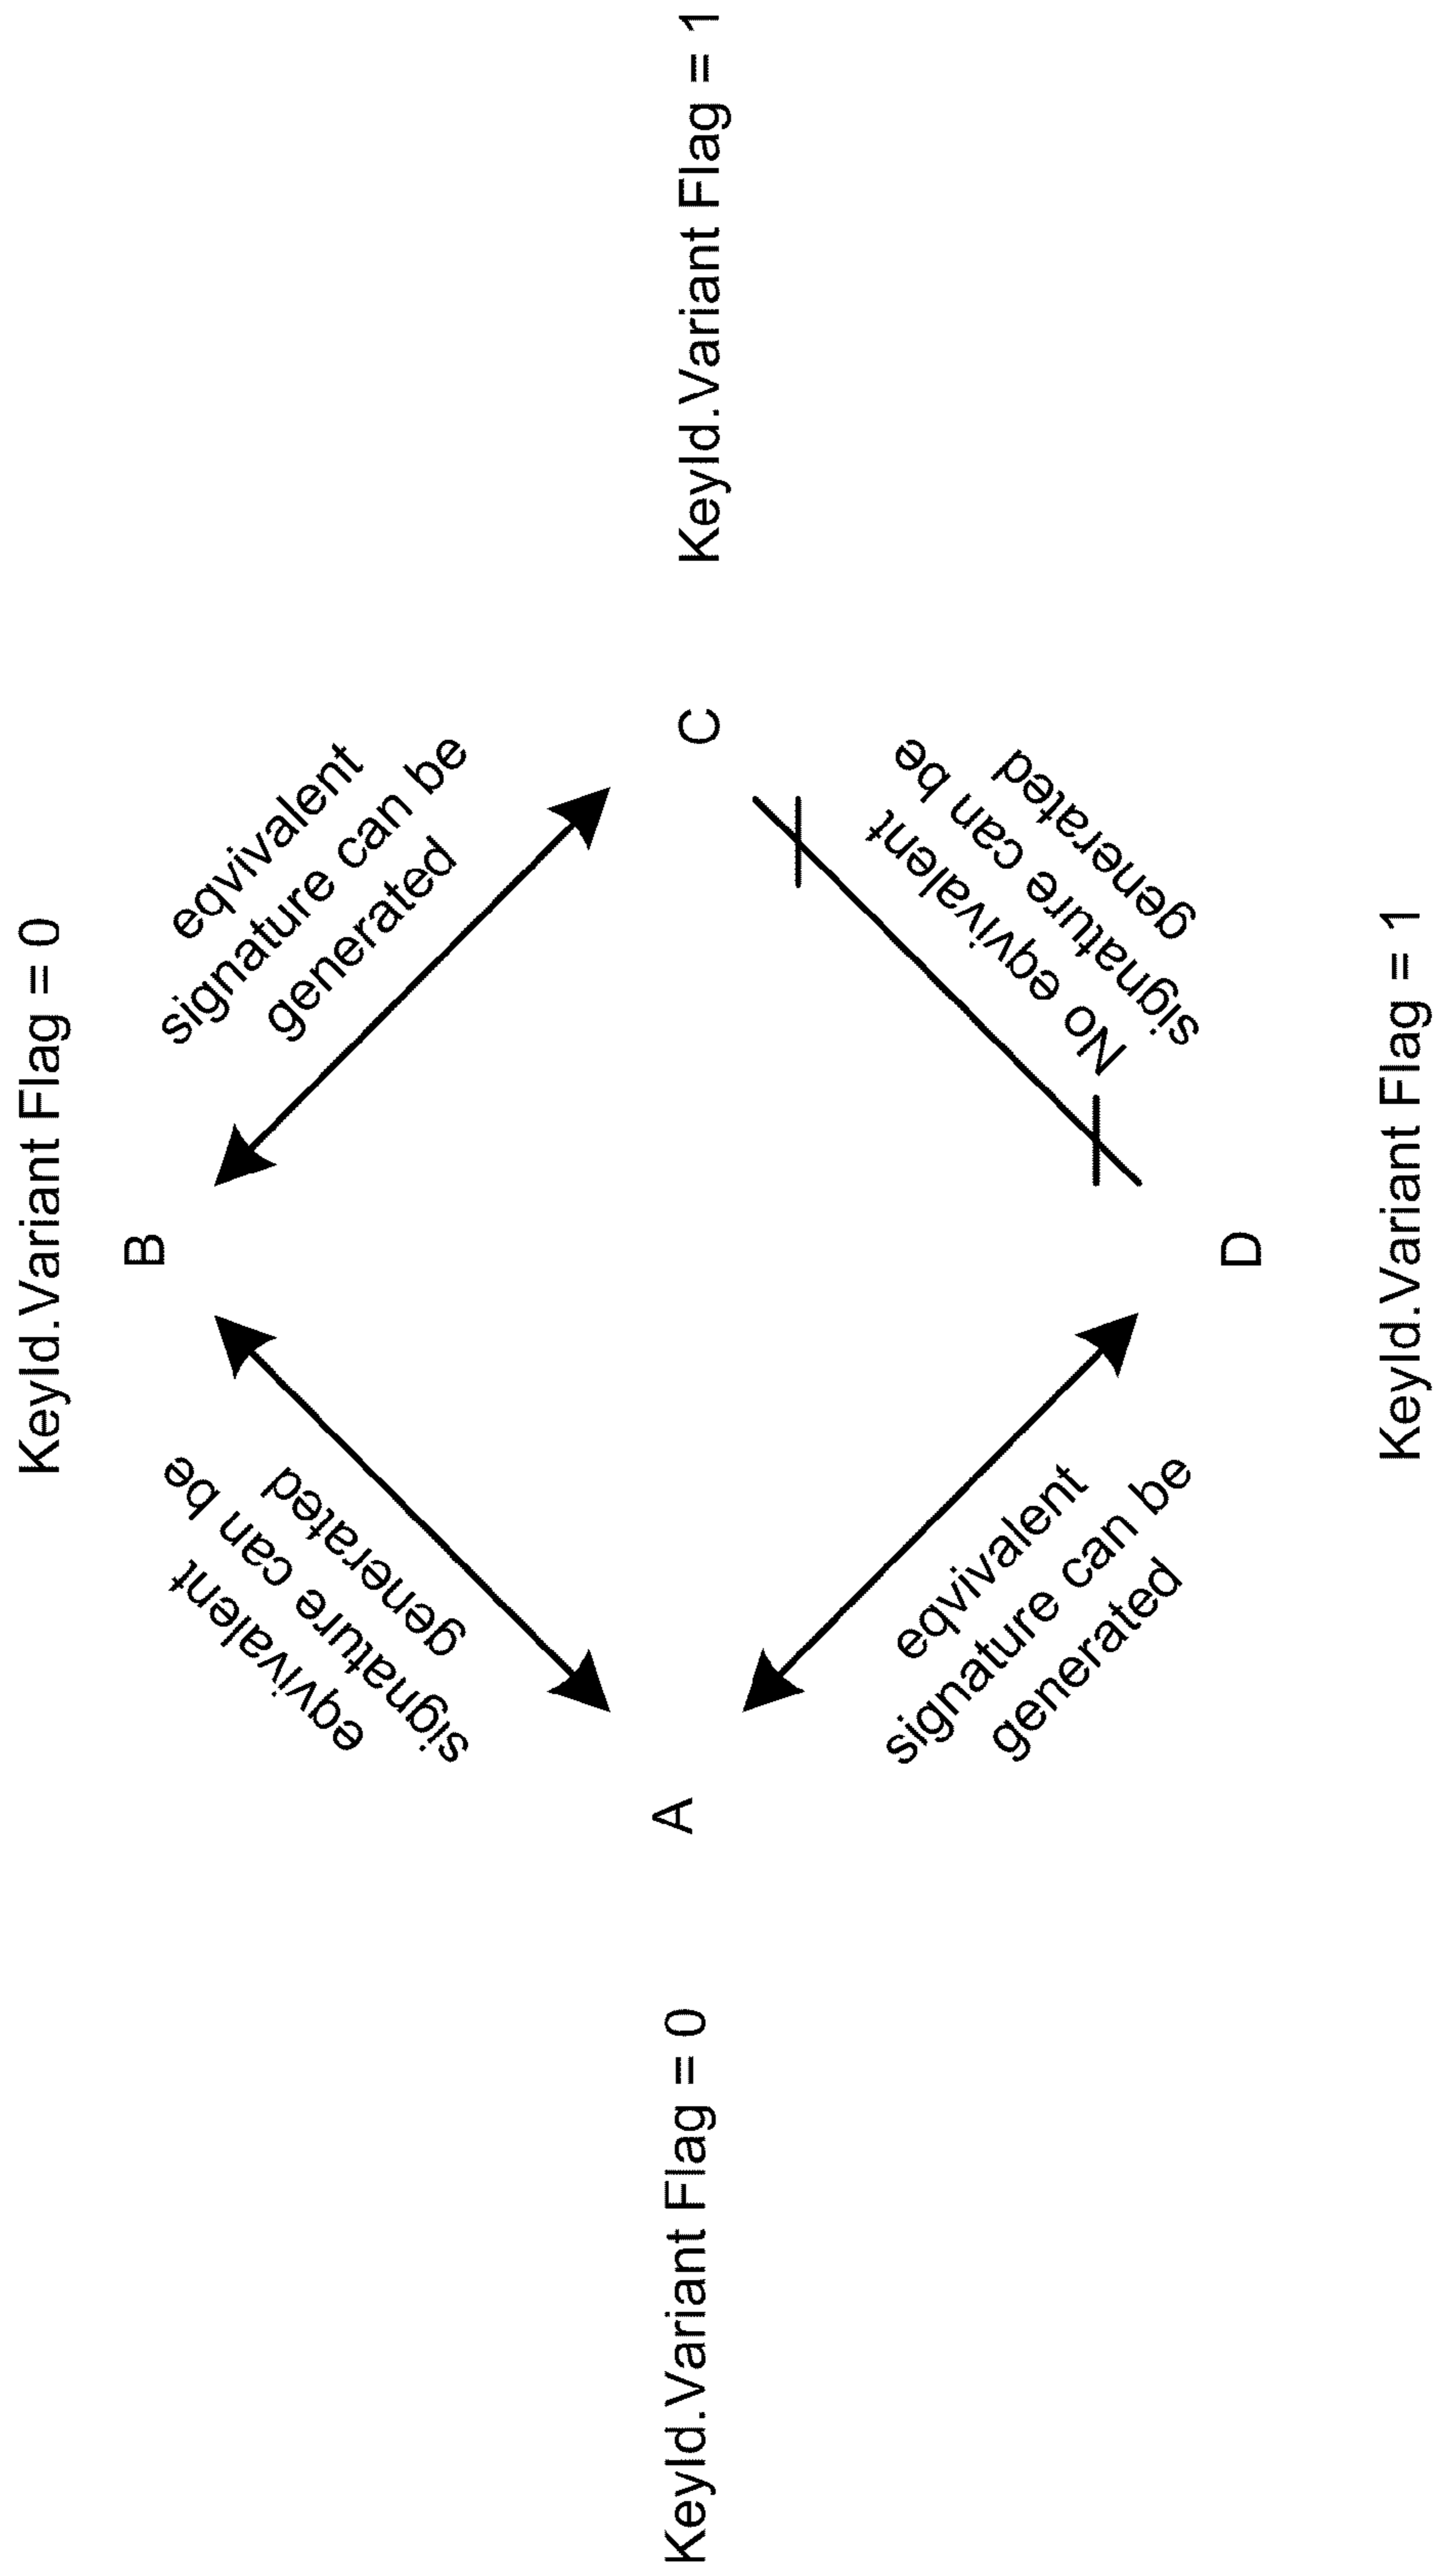 KeyId.Variant Flag = 0
B
eqvivalent
signature can be
generated
eqvivalent
signature can be
generated
KeyId.Variant Flag = 0
A
C
KeyId.Variant Flag = 1
eqvivalent
signature can be
generated
No eqvivalent
signature can be
generated
D
KeyId.Variant Flag = 1